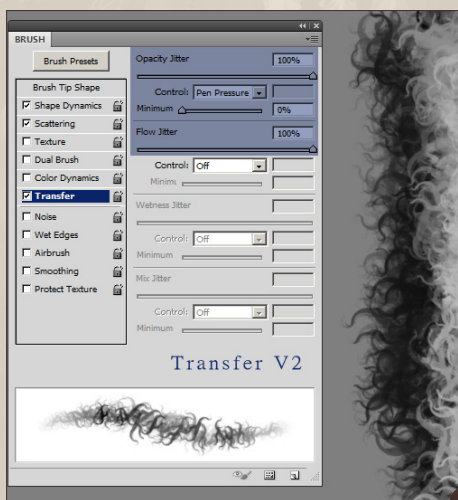 BRUSH
Brush Presets
Brush Tip Shape
Shape Dynamics
Scattering
Texture
Dual Brush
Color Dynamics
Transfer
Noise
Wet Edges
Airbrush
Smoothing
Protect Texture
Opacity Jitter 100%
Control: Pen Pressure
Minimum 0%
Flow Jitter 100%
Control: Off
Minimu
Wetness Jitter
Control: Off
Minimum
Mix Jitter
Control: Off
Minimum
Transfer V2